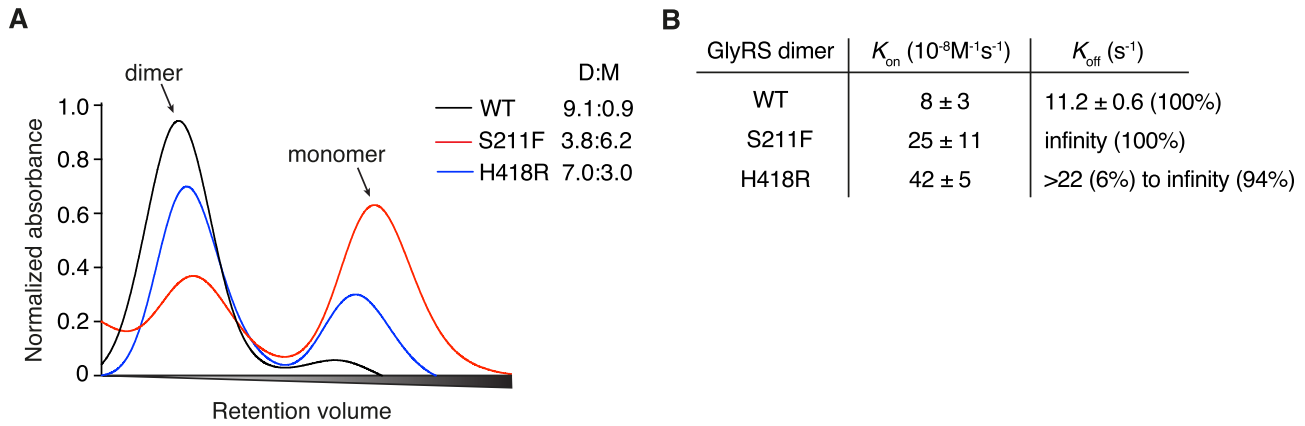 A
dimer
monomer
D:M
WT 9.1:0.9
S211F 3.8:6.2
H418R 7.0:3.0
Normalized absorbance
1.0
0.8
0.6
0.4
0.2
0
Retention volume
B
GlyRS dimer Kon (10-8M-1s-1) Koff (s-1)
WT 8 ± 3 11.2 ± 0.6 (100%)
S211F 25 ± 11 infinity (100%)
H418R 42 ± 5 >22 (6%) to infinity (94%)